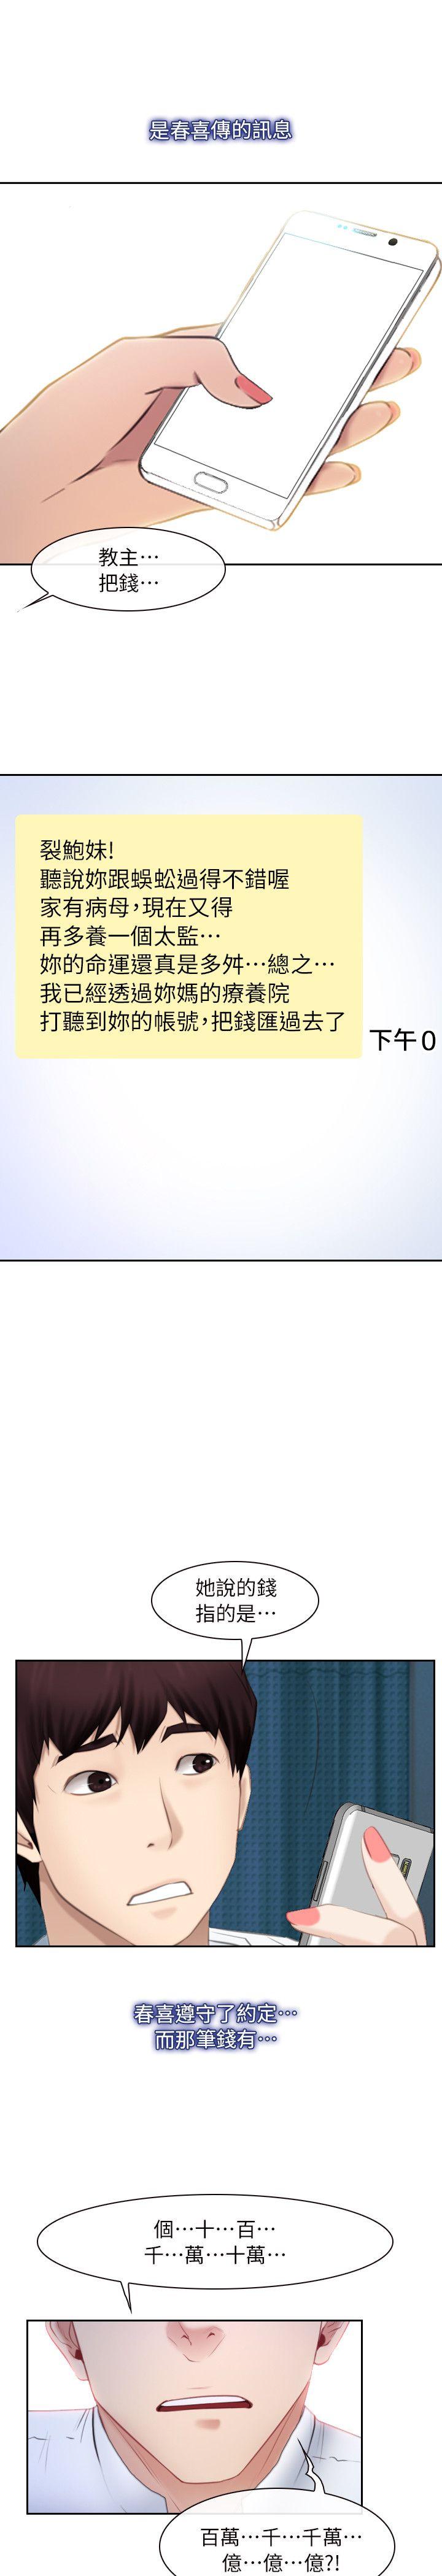 是春喜傳的訊息
教主…
把錢…
裂鮑妹!
聽說妳跟蜈蚣過得不錯喔
家有病母,現在又得
再多養一個太監…
妳的命運還真是多舛…總之…
我已經透過妳媽的療養院
打聽到妳的帳號,把錢匯過去了
下午 0
她說的錢
指的是…
春喜遵守了約定…
而那筆錢有…
個…十…百…
千…萬…十萬…
百萬…千…千萬…
億…億…億?!